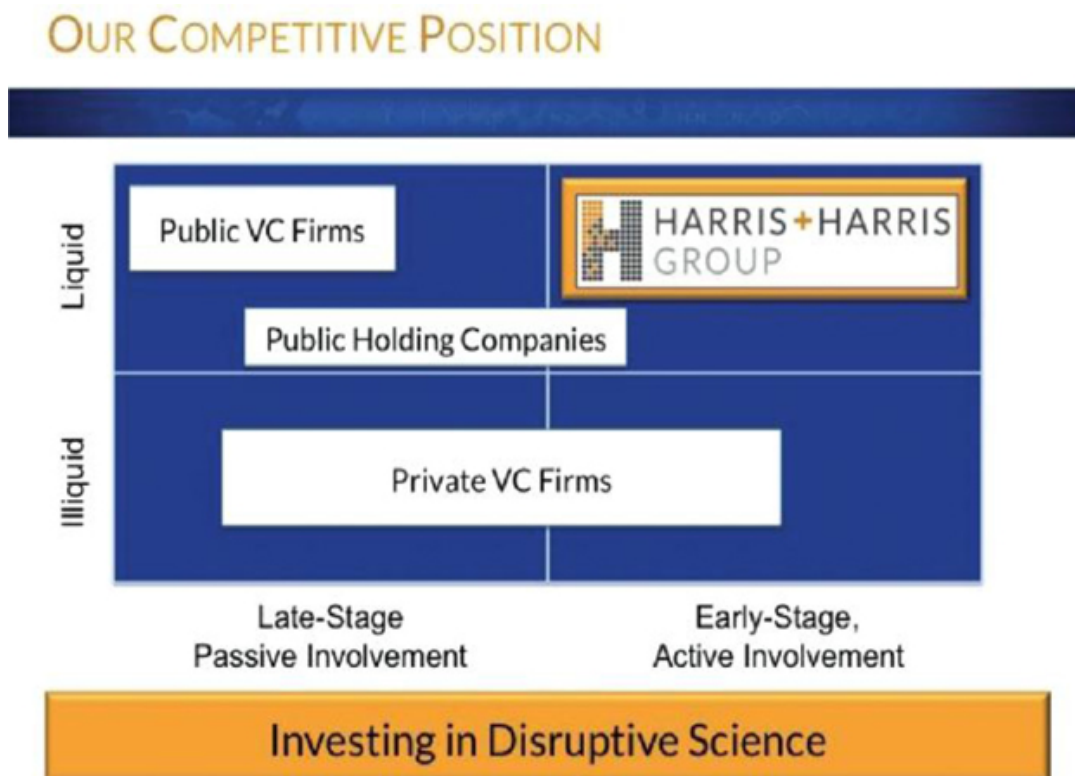 OUR COMPETITIVE POSITION
Liquid
Public VC Firms
HARRIS+HARRIS
GROUP
Public Holding Companies
Illiquid
Private VC Firms
Late-Stage
Passive Involvement
Early-Stage,
Active Involvement
Investing in Disruptive Science